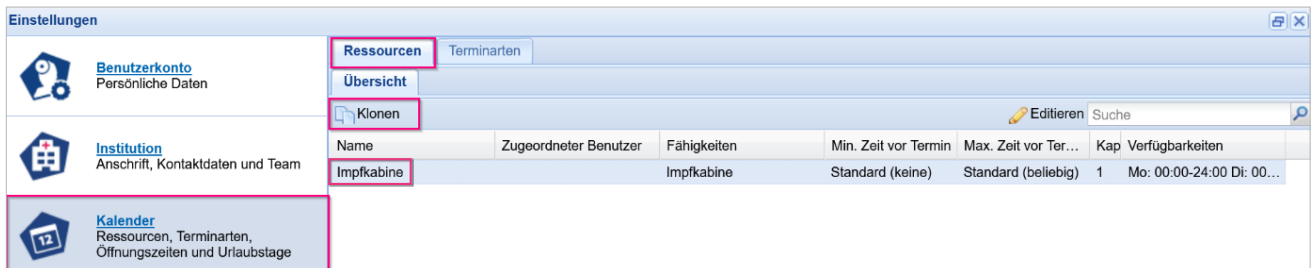 Einstellungen
Benutzerkonto
Persönliche Daten
Institution
Anschrift, Kontaktdaten und Team
12
Kalender
Ressourcen, Terminarten,
Öffnungszeiten und Urlaubstage
Ressourcen Terminarten
Übersicht
Klonen Editieren Suche
Name Zugeordneter Benutzer Fähigkeiten Min. Zeit vor Termin Max. Zeit vor Ter... Kap Verfügbarkeiten
Impfkabine Impfkabine Standard (keine) Standard (beliebig) 1 Mo: 00:00-24:00 Di: 00...